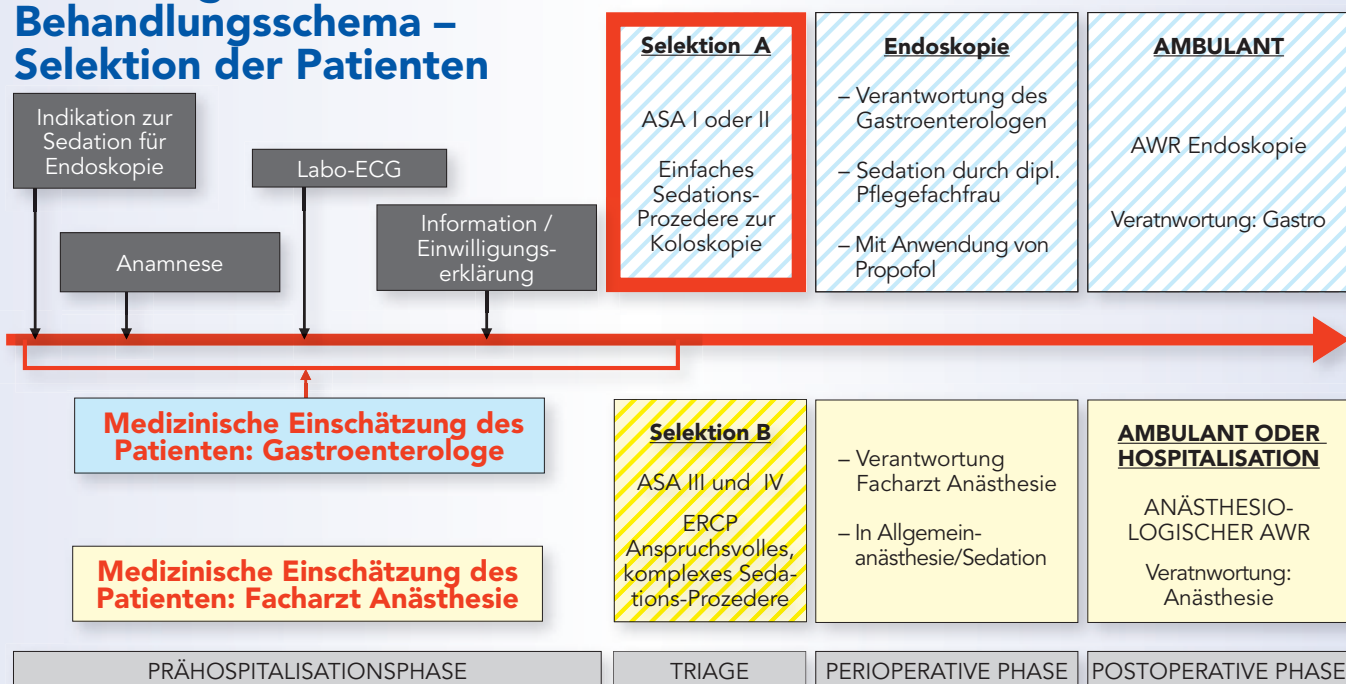 Behandlungsschema –
Selektion der Patienten
Indikation zur
Sedation für
Endoskopie
Anamnese
Labo-ECG
Information /
Einwilligungs-
erklärung
Selektion A
ASA I oder II
Einfaches
Sedations-
Prozedere zur
Koloskopie
Endoskopie
– Verantwortung des
Gastroenterologen
– Sedation durch dipl.
Pflegefachfrau
– Mit Anwendung von
Propofol
AMBULANT
AWR Endoskopie
Veratnwortung: Gastro
Medizinische Einschätzung des
Patienten: Gastroenterologe
Medizinische Einschätzung des
Patienten: Facharzt Anästhesie
Selektion B
ASA III und IV
ERCP
Anspruchsvolles,
komplexes Seda-
tions-Prozedere
– Verantwortung
Facharzt Anästhesie
– In Allgemein-
anästhesie/Sedation
AMBULANT ODER
HOSPITALISATION
ANÄSTHESIO-
LOGISCHER AWR
Veratnwortung:
Anästhesie
PRÄHOSPITALISATIONSPHASE
TRIAGE
PERIOPERATIVE PHASE
POSTOPERATIVE PHASE